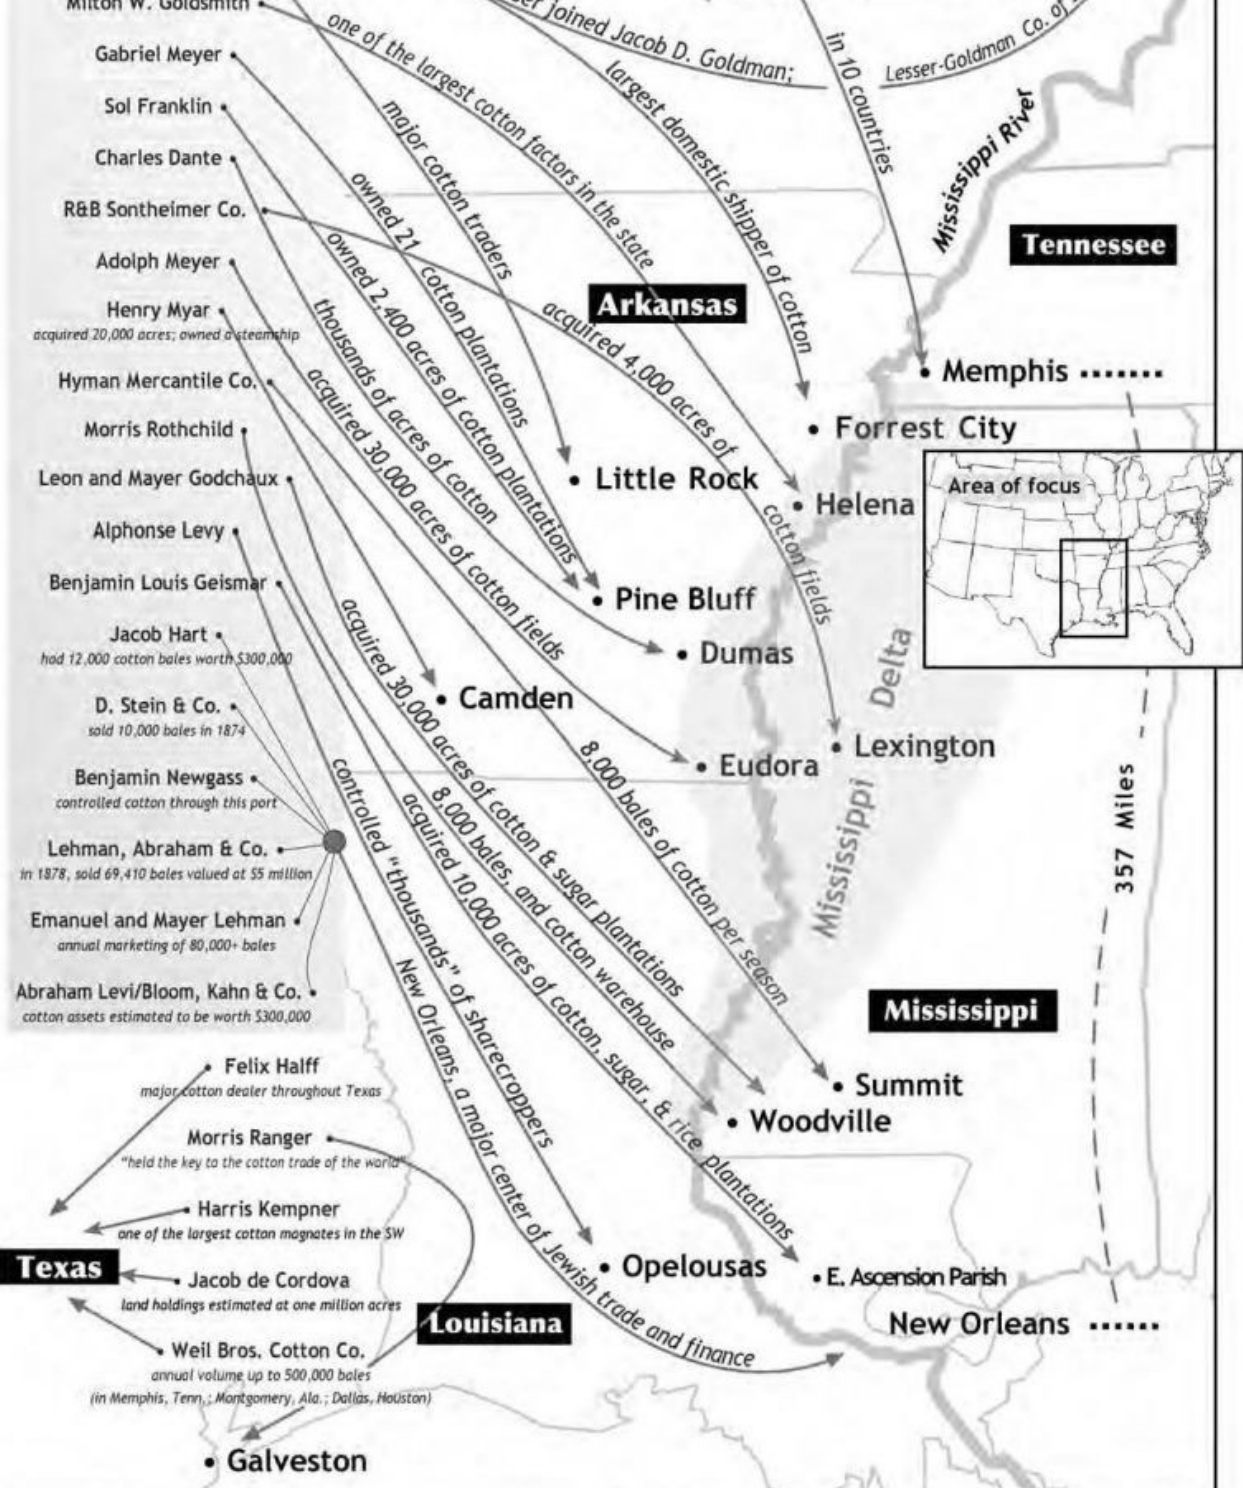 Milton W. Goldsmith
Gabriel Meyer
Sol Franklin
Charles Dante
R&B Sontheimer Co.
Adolph Meyer
Henry Myar
acquired 20,000 acres; owned a steamship
Hyman Mercantile Co.
Morris Rothchild
Leon and Mayer Godchaux
Alphonse Levy
Benjamin Louis Geismar
Jacob Hart
had 12,000 cotton bales worth $300,000
D. Stein & Co.
sold 10,000 bales in 1874
Benjamin Newgass
controlled cotton through this port
Lehman, Abraham & Co.
in 1878, sold 69,410 bales valued at $5 million
Emanuel and Mayer Lehman
annual marketing of 80,000+ bales
Abraham Levi/Bloom, Kahn & Co.
cotton assets estimated to be worth $300,000
Felix Halff
major cotton dealer throughout Texas
Morris Ranger
"held the key to the cotton trade of the world"
Harris Kempner
one of the largest cotton magnates in the SW
Texas
Jacob de Cordova
land holdings estimated at one million acres
Weil Bros. Cotton Co.
annual volume up to 500,000 bales
(in Memphis, Tenn.; Montgomery, Ala.; Dallas, Houston)
Galveston
Louisiana
joined Jacob D. Goldman;
Lesser-Goldman Co. of
in 10 countries
largest domestic shipper of cotton
one of the largest cotton factors in the state
major cotton traders
owned 21 cotton plantations
owned 2,400 acres of cotton plantations
thousands of acres of cotton
acquired 4,000 acres of cotton fields
acquired 30,000 acres of cotton fields
8,000 bales of cotton per season
acquired 30,000 acres of cotton & sugar plantations
8,000 bales, and cotton warehouse
acquired 10,000 acres of cotton, sugar, & rice plantations
controlled "thousands" of sharecroppers
New Orleans, a major center of Jewish trade and finance
Mississippi River
Tennessee
Arkansas
Memphis
Forrest City
Little Rock
Helena
Area of focus
Pine Bluff
Dumas
Camden
Eudora
Lexington
Mississippi Delta
357 Miles
Mississippi
Summit
Woodville
Opelousas
E. Ascension Parish
New Orleans